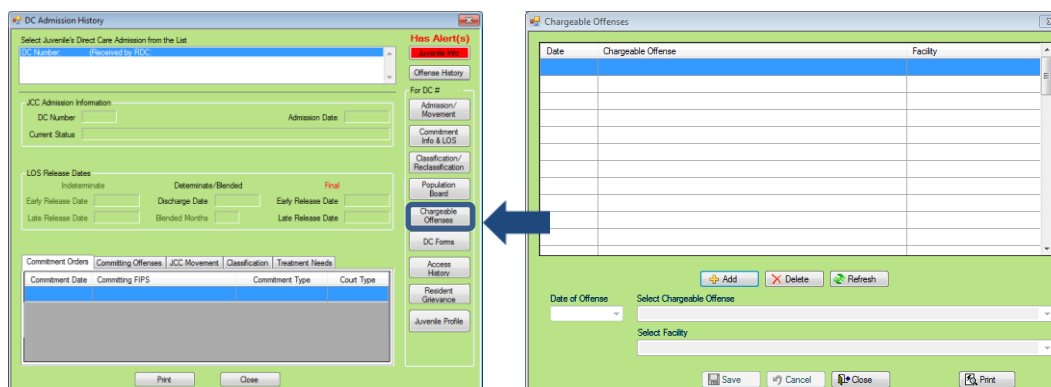 DC Admission History
Select Juvenile's Direct Care Admission from the List
DC Number: (Received by RDC:
Has Alert(s)
Juvenile Info
Offense History
For DC #
Admission/
Movement
Commitment
Info & LOS
Classification/
Reclassification
Population
Board
Chargeable
Offenses
DC Forms
Access
History
Resident
Grievance
Juvenile Profile
JCC Admission Information
DC Number Admission Date
Current Status
LOS Release Dates
Indeterminate Determinate/Blended Final
Early Release Date Discharge Date Early Release Date
Late Release Date Blended Months Late Release Date
Commitment Orders Committing Offenses JCC Movement Classification Treatment Needs
Commitment Date Committing FIPS Commitment Type Court Type
Print Close
Chargeable Offenses
Date Chargeable Offense Facility
Add Delete Refresh
Date of Offense Select Chargeable Offense
Select Facility
Save Cancel Close Print